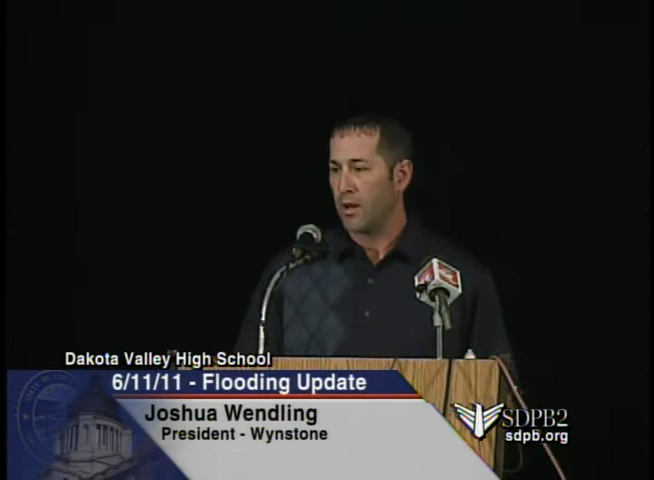 Dakota Valley High School
6/11/11 - Flooding Update
Joshua Wendling
President - Wynstone
SDPB2
sdpb.org